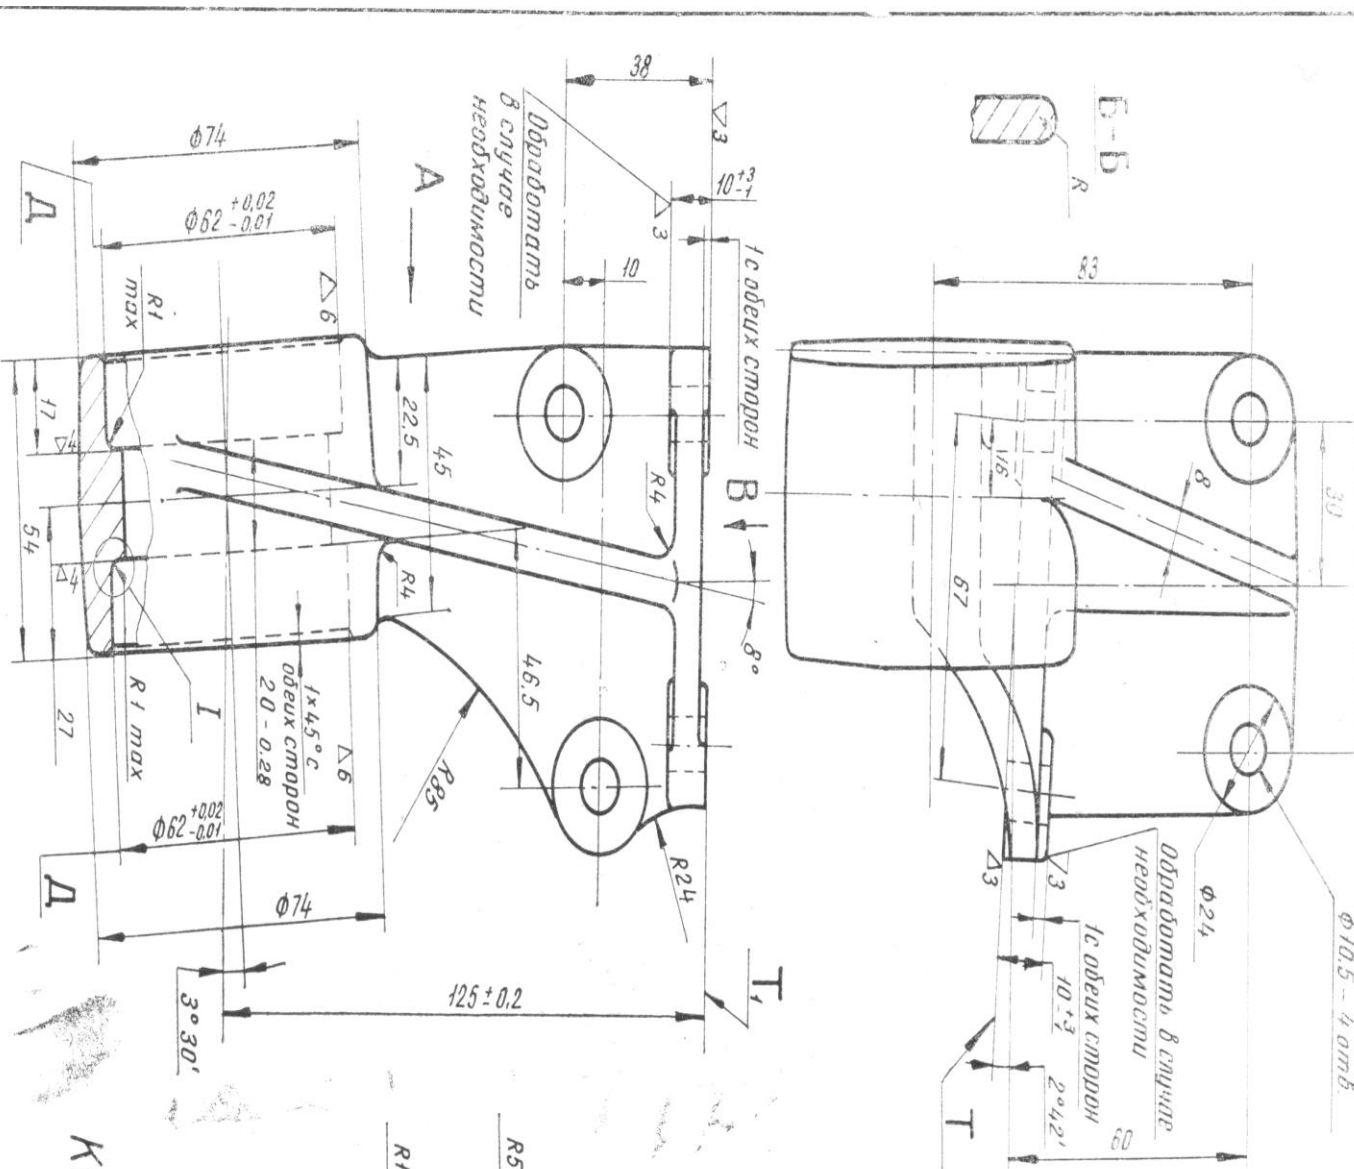 Б-Б
R
38
▽3
10 +3 -1
▽3
Обработать
в случае
необходимости
1 с обеих сторон
10
А
ф74
ф62 +0,02 -0,01
Д
R1
max
△6
83
16
8
30
67
17
22,5
45
54
▽4
▽4
R4
В
8°
R4
46,5
27
R1 max
I
1×45° с
обеих сторон
20-0.28
△6
R85
R24
ф62 +0,02 -0,01
Д
ф74
3°30'
125±0,2
Т₁
ф24
ф10,5-4 отв.
Обработать в случае
необходимости
▽3
▽3
1 с обеих сторон
10 +3 -1
2°42'
Т
60
К
R5